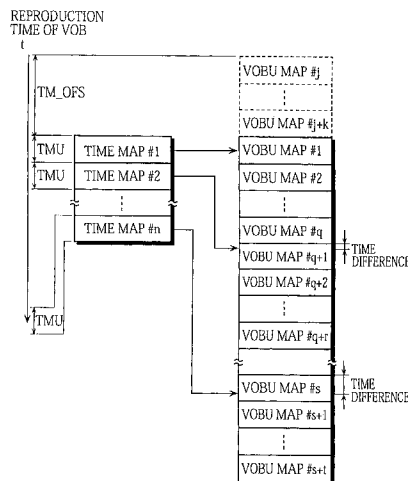 REPRODUCTION
TIME OF VOB
t
TM_OFS
TMU
TMU
TMU
TIME MAP #1
TIME MAP #2
TIME MAP #n
VOBU MAP #j
VOBU MAP #j+k
VOBU MAP #1
VOBU MAP #2
VOBU MAP #q
VOBU MAP #q+1
VOBU MAP #q+2
VOBU MAP #q+r
VOBU MAP #s
VOBU MAP #s+1
VOBU MAP #s+t
TIME
DIFFERENCE
TIME
DIFFERENCE